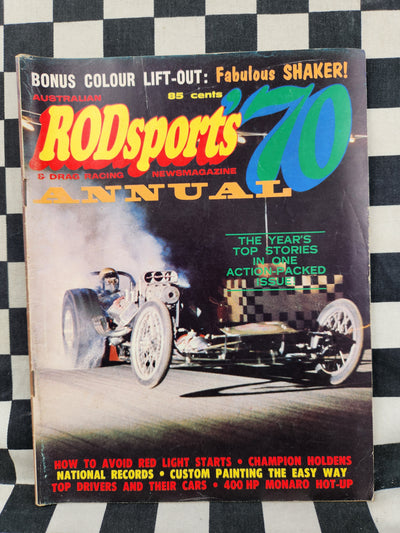 BONUS COLOUR LIFT-OUT: Fabulous SHAKER!
AUSTRALIAN
85 cents
RODsports '70
& DRAG RACING NEWSMAGAZINE
ANNUAL
THE YEAR'S
TOP STORIES
IN ONE
ACTION-PACKED
ISSUE
HOW TO AVOID RED LIGHT STARTS • CHAMPION HOLDENS
NATIONAL RECORDS • CUSTOM PAINTING THE EASY WAY
TOP DRIVERS AND THEIR CARS • 400 HP MONARO HOT-UP